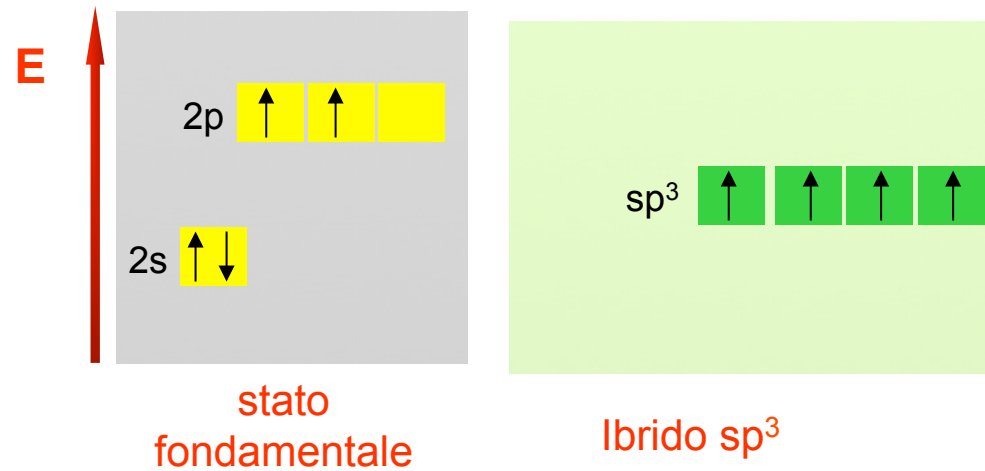 E
2p
2s
sp³
stato
fondamentale
Ibrido sp³